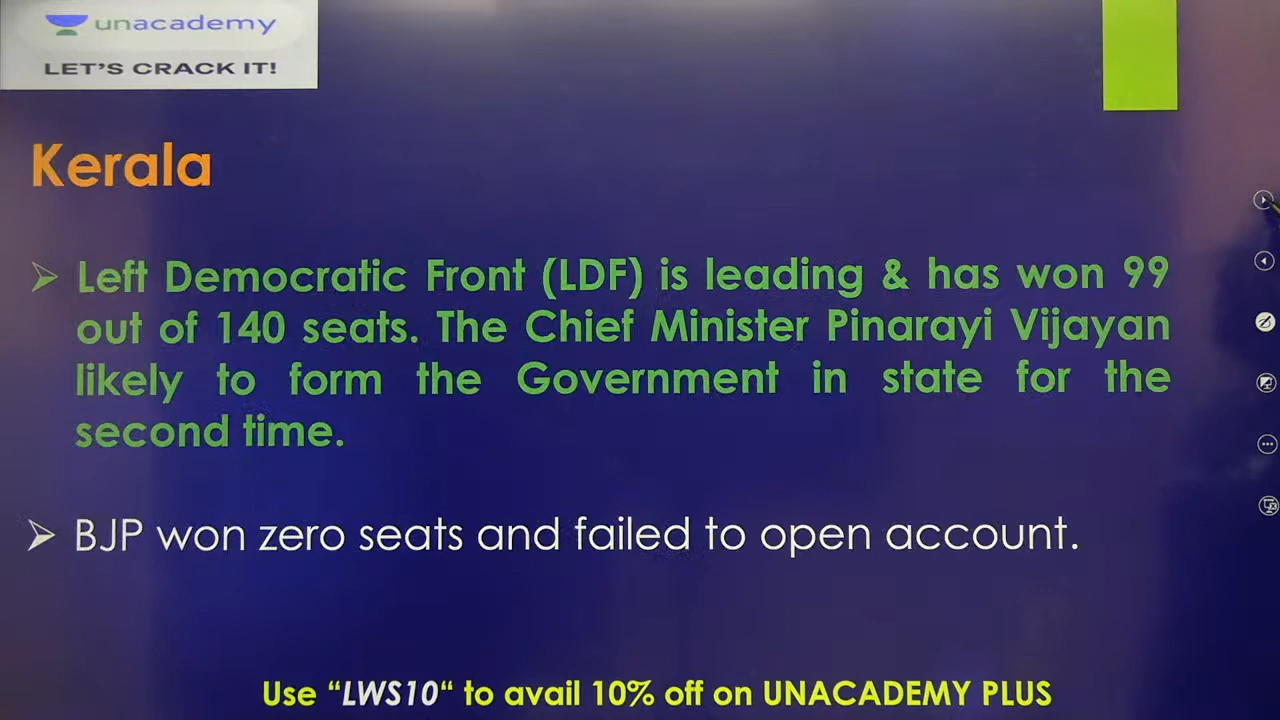 unacademy
LET'S CRACK IT!
Kerala
Left Democratic Front (LDF) is leading & has won 99
out of 140 seats. The Chief Minister Pinarayi Vijayan
likely to form the Government in state for the
second time.
BJP won zero seats and failed to open account.
Use “LWS10“ to avail 10% off on UNACADEMY PLUS